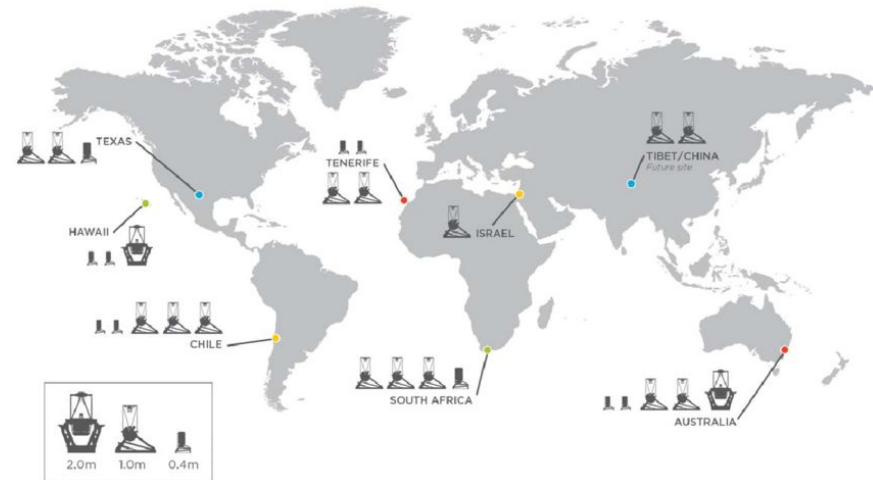 TEXAS
TENERIFE
TIBET/CHINA
Future site
HAWAII
ISRAEL
CHILE
SOUTH AFRICA
AUSTRALIA
2.0m 1.0m 0.4m